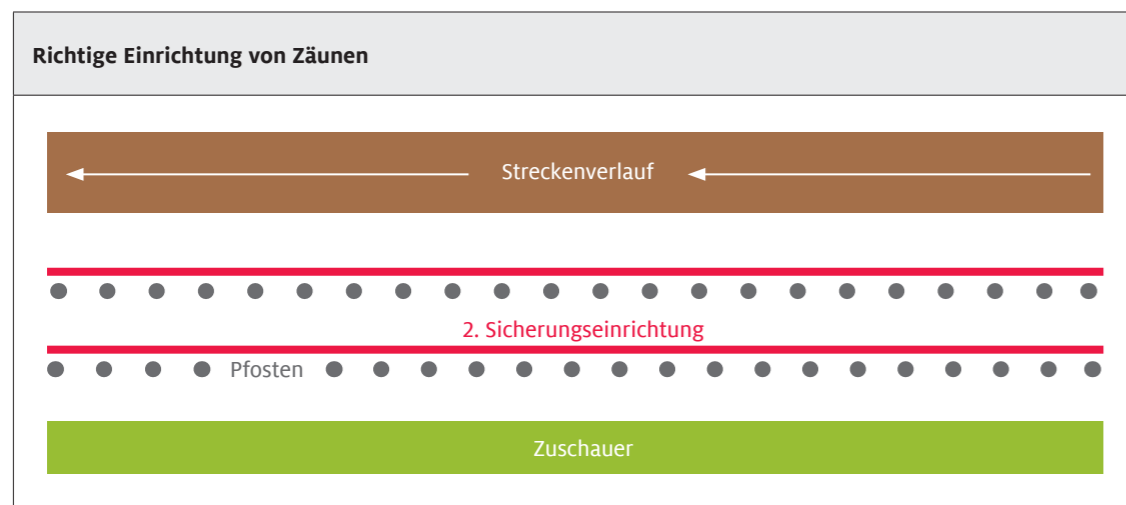 Richtige Einrichtung von Zäunen
Streckenverlauf
2. Sicherungseinrichtung
Pfosten
Zuschauer